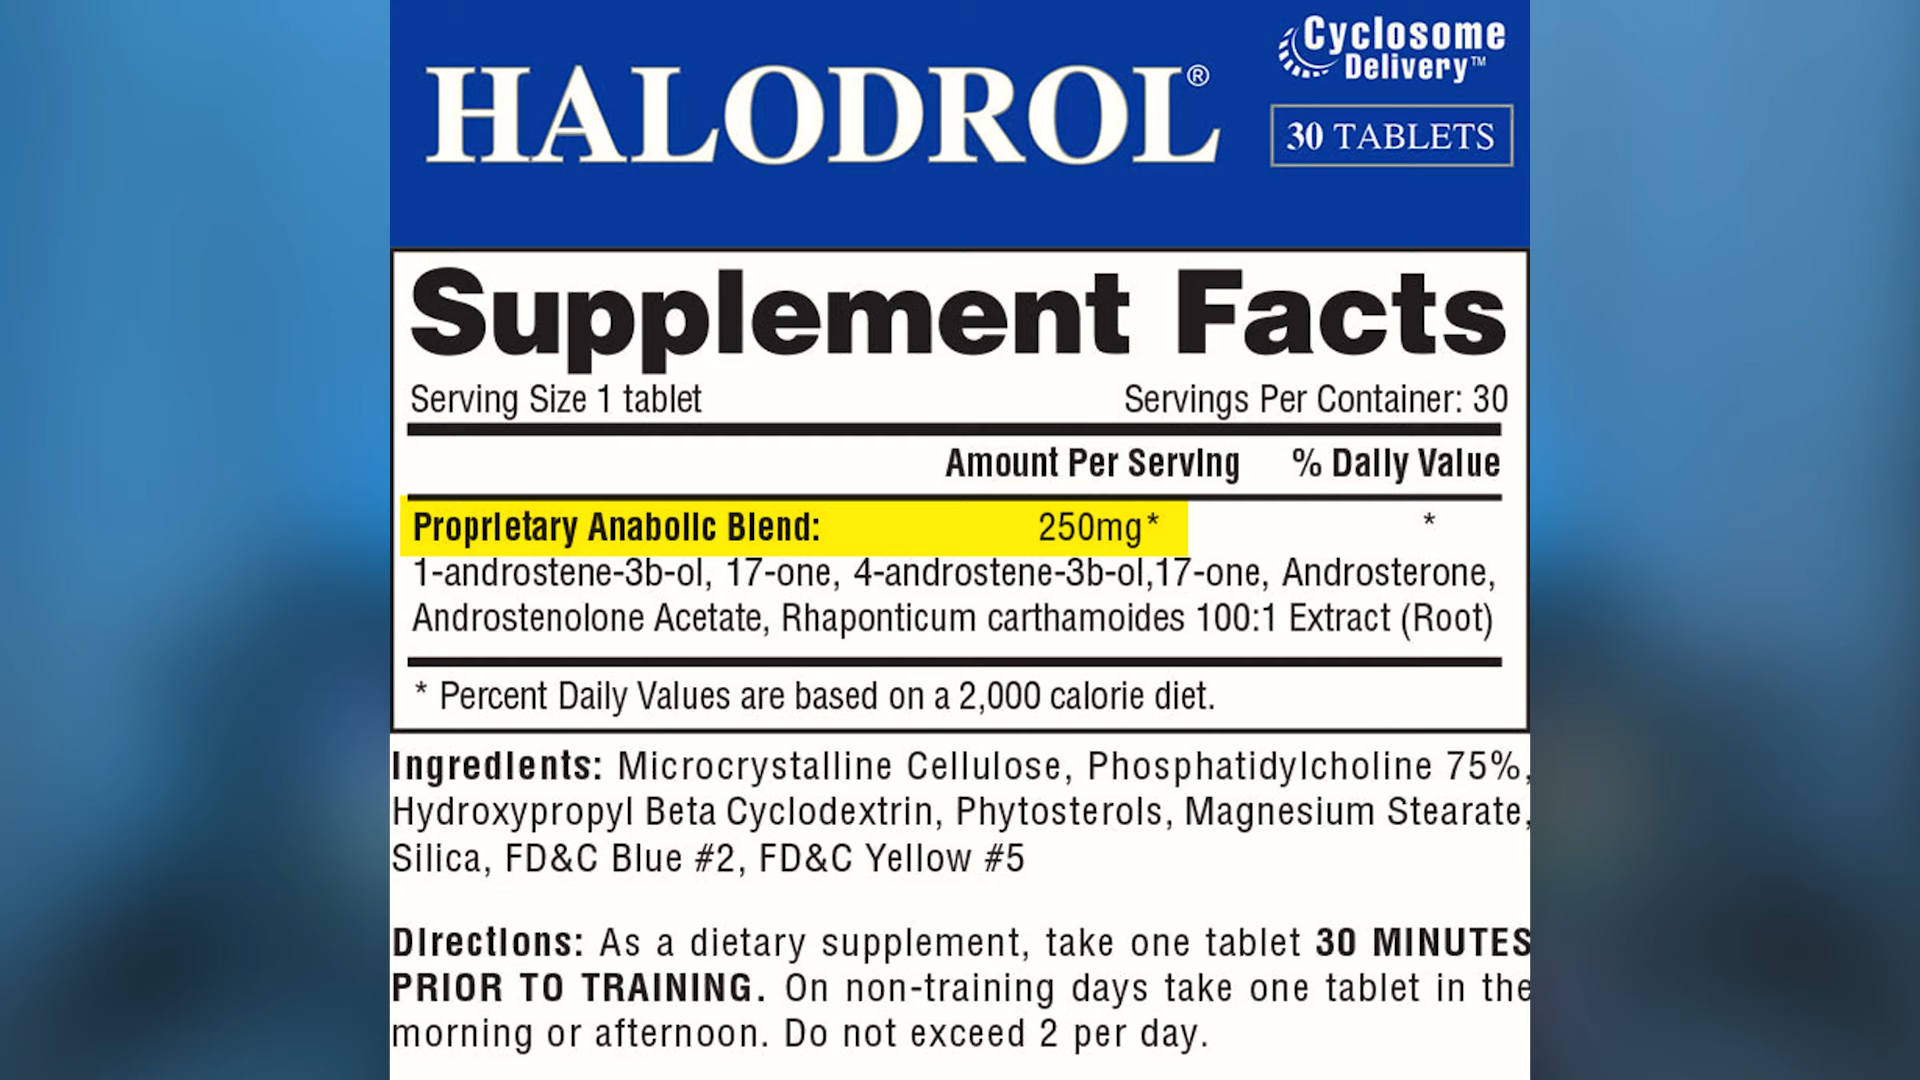 HALODROL®
Cyclosome
Delivery™
30 TABLETS
Supplement Facts
Serving Size 1 tablet Servings Per Container: 30
Amount Per Serving % Daily Value
Proprietary Anabolic Blend: 250mg* *
1-androstene-3b-ol, 17-one, 4-androstene-3b-ol,17-one, Androsterone,
Androstenolone Acetate, Rhaponticum carthamoides 100:1 Extract (Root)
* Percent Daily Values are based on a 2,000 calorie diet.
Ingredients: Microcrystalline Cellulose, Phosphatidylcholine 75%,
Hydroxypropyl Beta Cyclodextrin, Phytosterols, Magnesium Stearate,
Silica, FD&C Blue #2, FD&C Yellow #5
Directions: As a dietary supplement, take one tablet 30 MINUTES
PRIOR TO TRAINING. On non-training days take one tablet in the
morning or afternoon. Do not exceed 2 per day.